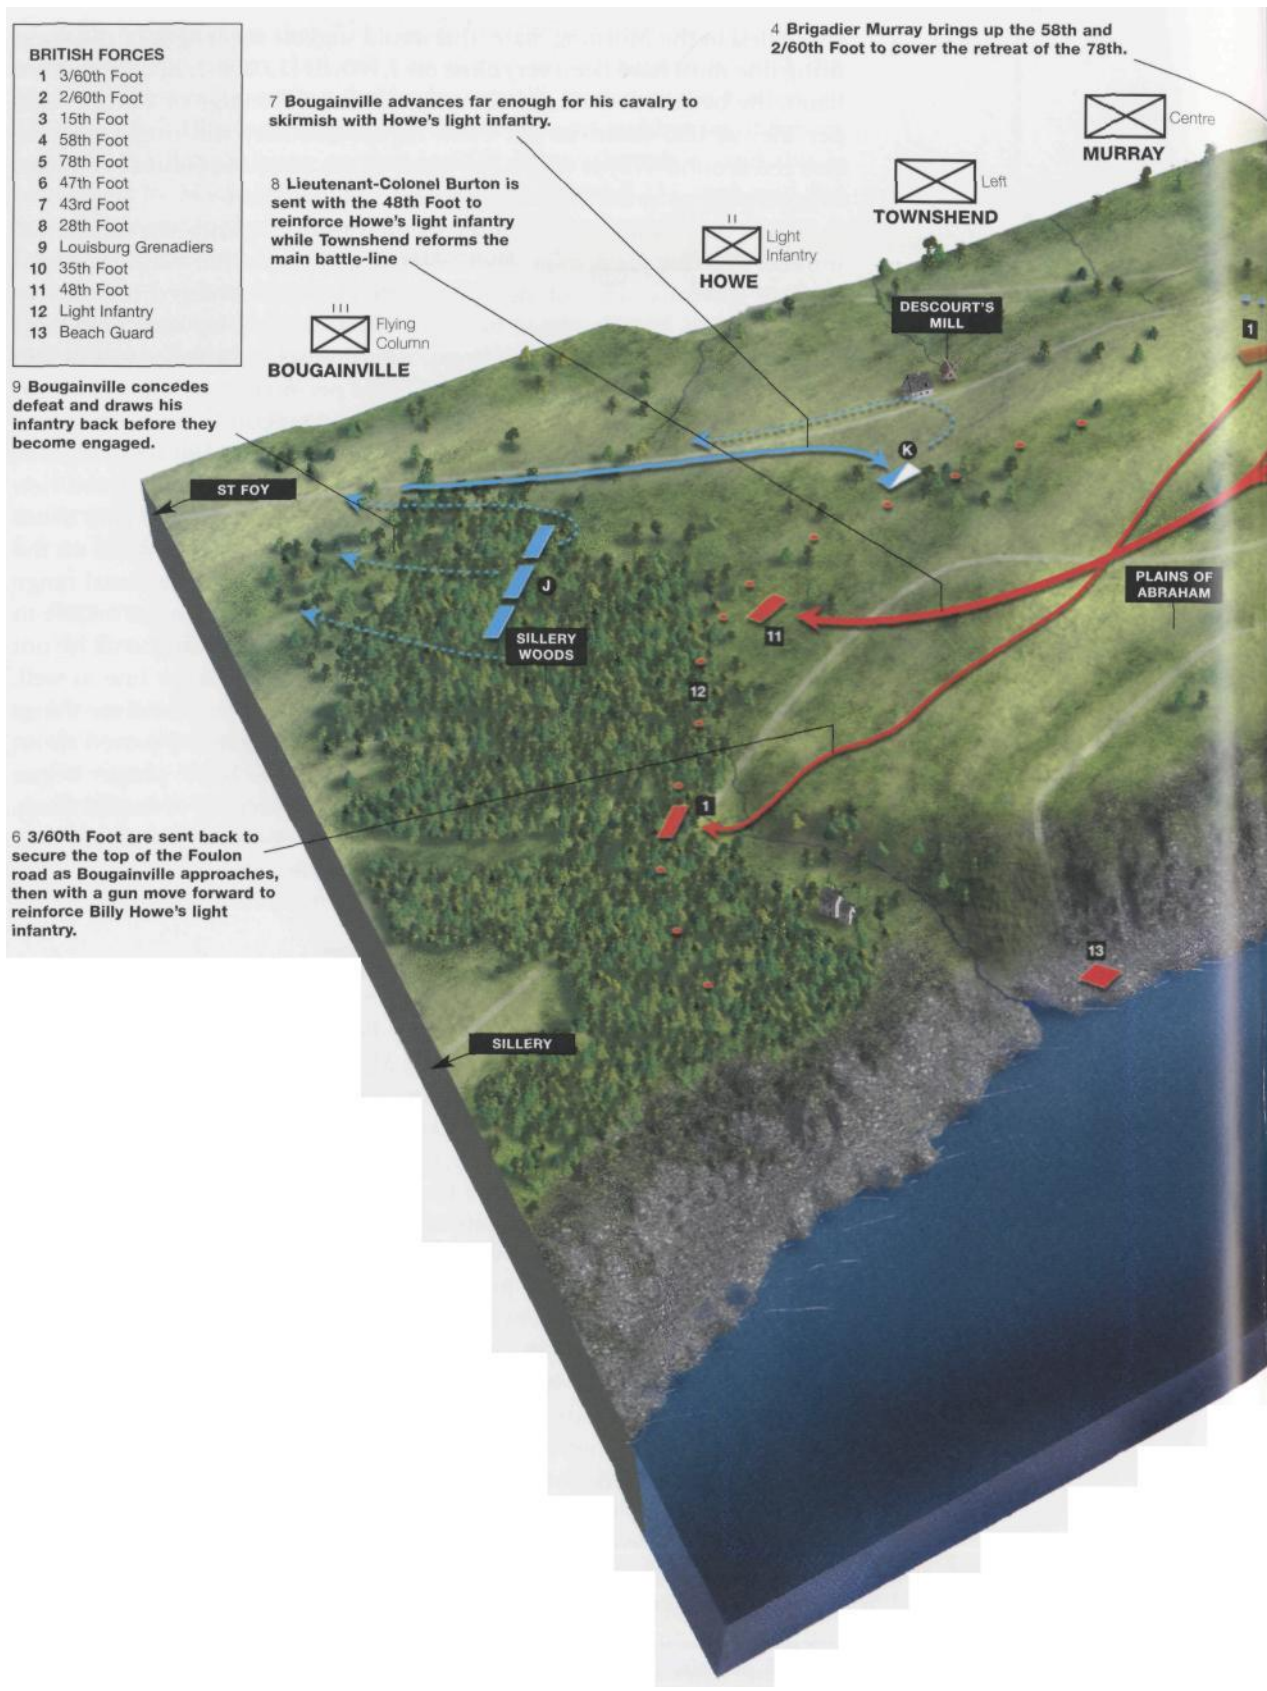 BRITISH FORCES
1 3/60th Foot
2 2/60th Foot
3 15th Foot
4 58th Foot
5 78th Foot
6 47th Foot
7 43rd Foot
8 28th Foot
9 Louisburg Grenadiers
10 35th Foot
11 48th Foot
12 Light Infantry
13 Beach Guard
4 Brigadier Murray brings up the 58th and
2/60th Foot to cover the retreat of the 78th.
7 Bougainville advances far enough for his cavalry to
skirmish with Howe's light infantry.
8 Lieutenant-Colonel Burton is
sent with the 48th Foot to
reinforce Howe's light infantry
while Townshend reforms the
main battle-line
Centre
MURRAY
Left
TOWNSHEND
II
Light
Infantry
HOWE
III
Flying
Column
BOUGAINVILLE
9 Bougainville concedes
defeat and draws his
infantry back before they
become engaged.
DESCOURT'S
MILL
1
K
ST FOY
J
SILLERY
WOODS
PLAINS OF
ABRAHAM
11
12
1
6 3/60th Foot are sent back to
secure the top of the Foulon
road as Bougainville approaches,
then with a gun move forward to
reinforce Billy Howe's light
infantry.
13
SILLERY